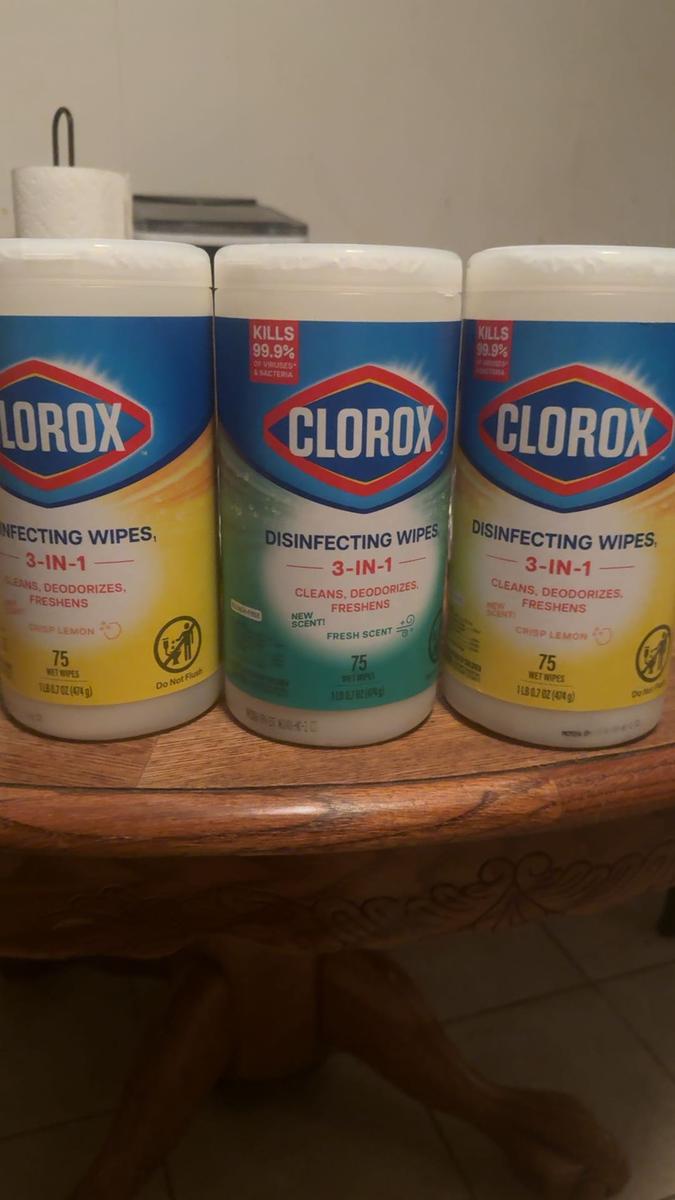 LOROX
INFECTING WIPES
3-IN-1
CLEANS, DEODORIZES,
FRESHENS
CRISP LEMON
75
WET WIPES
1 LB 0.7 OZ (474 g)
Do Not Flush
KILLS
99.9%
OF VIRUSES*
& BACTERIA
CLOROX
DISINFECTING WIPES
3-IN-1
CLEANS, DEODORIZES,
FRESHENS
NEW
SCENT!
FRESH SCENT
75
WET WIPES
1 LB 0.7 OZ (474 g)
KILLS
99.9%
OF VIRUSES*
& BACTERIA
CLOROX™
DISINFECTING WIPES
3-IN-1
CLEANS, DEODORIZES,
FRESHENS
NEW
SCENT!
CRISP LEMON
75
WET WIPES
1 LB 0.7 OZ (474 g)
Do Not Flush